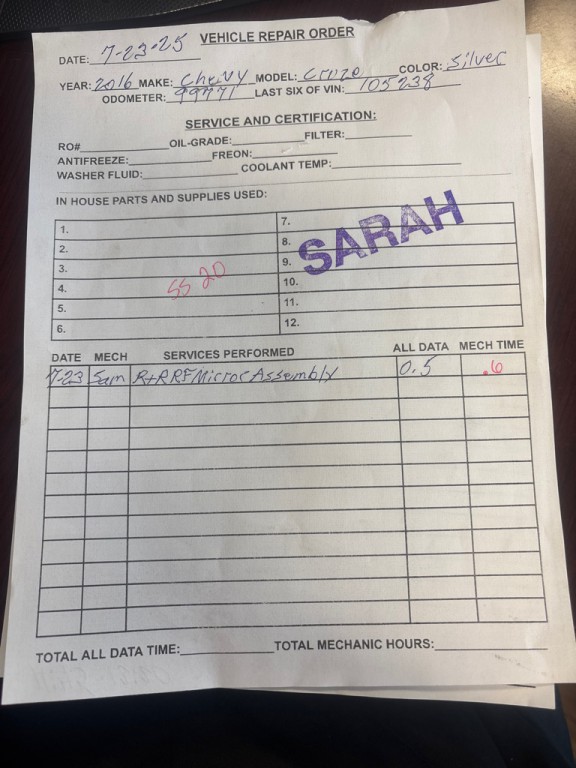 VEHICLE REPAIR ORDER
DATE: 7-23-25
YEAR: 2016 MAKE: Chevy MODEL: Cruze COLOR: Silver
ODOMETER: 99771 LAST SIX OF VIN: 105238
SERVICE AND CERTIFICATION:
RO# OIL-GRADE: FILTER:
ANTIFREEZE: FREON:
WASHER FLUID: COOLANT TEMP:
IN HOUSE PARTS AND SUPPLIES USED:
1. 7.
2. 8.
3. 9.
4. 10.
5. 11.
6. 12.
SARAH
SS 20
DATE MECH SERVICES PERFORMED ALL DATA MECH TIME
7-23 Sam R+R RF Mirror Assembly 0.5 .6
TOTAL ALL DATA TIME: TOTAL MECHANIC HOURS: